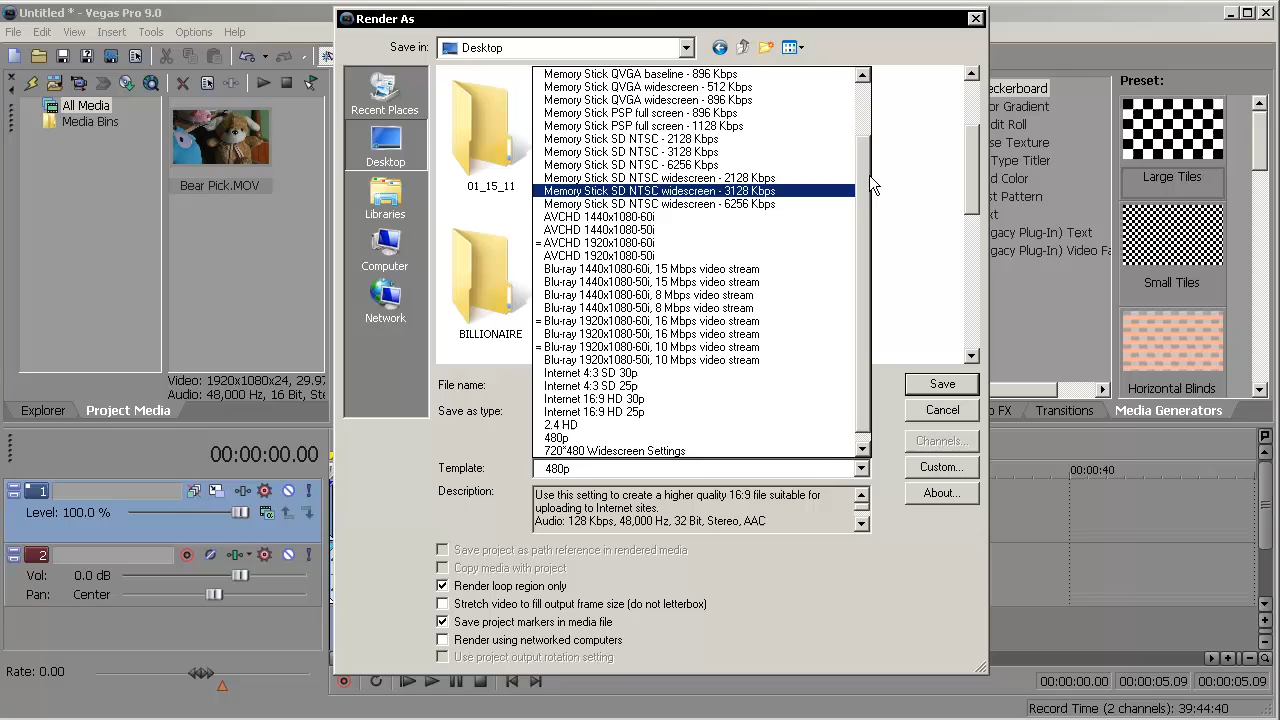 Untitled * - Vegas Pro 9.0
Tools Options Help
All Media
Media
Bear Pick.MOV
Video: 1920x1080x24, 29.97
Audio: 48,000 Hz, 16 Bit, Ster
Explorer Project Media
Render As
Save in: Desktop
Recent Places
Desktop
Libraries
Computer
Network
01_15_11
BILLIONAIRE
Memory Stick QVGA baseline - 896 Kbps
Memory Stick QVGA widescreen - 512 Kbps
Memory Stick QVGA widescreen - 896 Kbps
Memory Stick PSP full screen - 896 Kbps
Memory Stick PSP full screen - 1128 Kbps
Memory Stick SD NTSC - 2128 Kbps
Memory Stick SD NTSC - 3128 Kbps
Memory Stick SD NTSC - 6256 Kbps
Memory Stick SD NTSC widescreen - 2128 Kbps
Memory Stick SD NTSC widescreen - 3128 Kbps
Memory Stick SD NTSC widescreen - 6256 Kbps
AVCHD 1440x1080-60i
AVCHD 1440x1080-50i
= AVCHD 1920x1080-60i
AVCHD 1920x1080-50i
Blu-ray 1440x1080-60i, 15 Mbps video stream
Blu-ray 1440x1080-50i, 15 Mbps video stream
Blu-ray 1440x1080-60i, 8 Mbps video stream
Blu-ray 1440x1080-50i, 8 Mbps video stream
= Blu-ray 1920x1080-60i, 16 Mbps video stream
Blu-ray 1920x1080-50i, 16 Mbps video stream
= Blu-ray 1920x1080-60i, 10 Mbps video stream
Blu-ray 1920x1080-50i, 10 Mbps video stream
Internet 4:3 SD 30p
Internet 4:3 SD 25p
Internet 16:9 HD 30p
Internet 16:9 HD 25p
2.4 HD
480p
720*480 Widescreen Settings
File name:
Save as type:
Template: 480p
Description:
Use this setting to create a higher quality 16:9 file suitable for
uploading to Internet sites.
Audio: 128 Kbps, 48,000 Hz, 32 Bit, Stereo, AAC
Save
Cancel
Channels...
Custom...
About...
Save project as path reference in rendered media
Copy media with project
Render loop region only
Stretch video to fill output frame size (do not letterbox)
Save project markers in media file
Render using networked computers
Use project output rotation setting
eckerboard
or Gradient
dit Roll
se Texture
Type Titler
id Color
st Pattern
xt
gacy Plug-In) Text
gacy Plug-In) Video Fa
Preset:
Large Tiles
Small Tiles
Horizontal Blinds
o FX Transitions Media Generators
00:00:00.00
00:00:40
1
Level: 100.0 %
2
Vol: 0.0 dB
Pan: Center
Rate: 0.00
00:00:00.00 00:00:05.09 00:00:05.09
Record Time (2 channels): 39:44:40